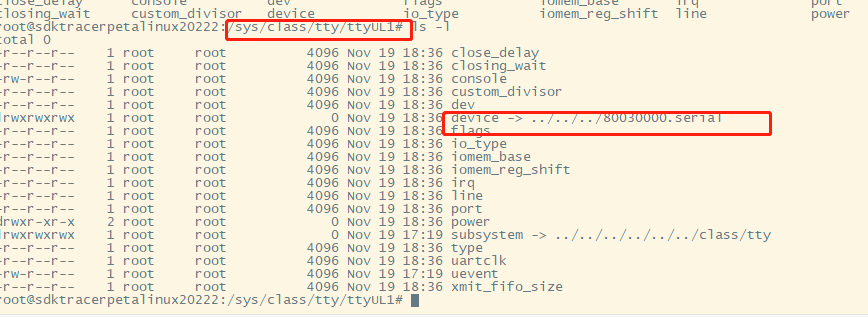 close_delay console dev flags iomem_base irq port
closing_wait custom_divisor device io_type iomem_reg_shift line power
root@sdktracerpetalinux20222:/sys/class/tty/ttyUL1# ls -l
total 0
-r--r--r-- 1 root root 4096 Nov 19 18:36 close_delay
-r--r--r-- 1 root root 4096 Nov 19 18:36 closing_wait
-rw-r--r-- 1 root root 4096 Nov 19 18:36 console
-r--r--r-- 1 root root 4096 Nov 19 18:36 custom_divisor
-r--r--r-- 1 root root 4096 Nov 19 18:36 dev
lrwxrwxrwx 1 root root 0 Nov 19 18:36 device -> ../../../80030000.serial
-r--r--r-- 1 root root 4096 Nov 19 18:36 flags
-r--r--r-- 1 root root 4096 Nov 19 18:36 io_type
-r--r--r-- 1 root root 4096 Nov 19 18:36 iomem_base
-r--r--r-- 1 root root 4096 Nov 19 18:36 iomem_reg_shift
-r--r--r-- 1 root root 4096 Nov 19 18:36 irq
-r--r--r-- 1 root root 4096 Nov 19 18:36 line
-r--r--r-- 1 root root 4096 Nov 19 18:36 port
drwxr-xr-x 2 root root 0 Nov 19 18:36 power
lrwxrwxrwx 1 root root 0 Nov 19 17:19 subsystem -> ../../../../../../class/tty
-r--r--r-- 1 root root 4096 Nov 19 18:36 type
-r--r--r-- 1 root root 4096 Nov 19 18:36 uartclk
-rw-r--r-- 1 root root 4096 Nov 19 17:19 uevent
-r--r--r-- 1 root root 4096 Nov 19 18:36 xmit_fifo_size
root@sdktracerpetalinux20222:/sys/class/tty/ttyUL1#